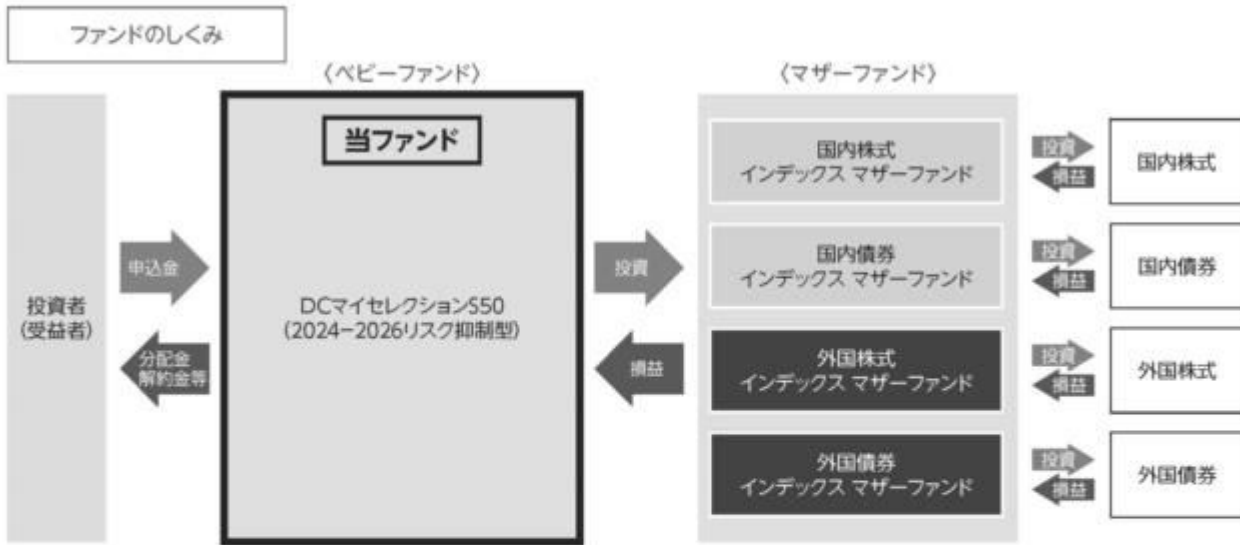 ファンドのしくみ
〈ベビーファンド〉
〈マザーファンド〉
投資者
(受益者)
申込金
分配金
解約金等
当ファンド
DCマイセレクションS50
(2024−2026リスク抑制型)
投資
損益
国内株式
インデックス マザーファンド
投資
損益
国内株式
国内債券
インデックス マザーファンド
投資
損益
国内債券
外国株式
インデックス マザーファンド
投資
損益
外国株式
外国債券
インデックス マザーファンド
投資
損益
外国債券